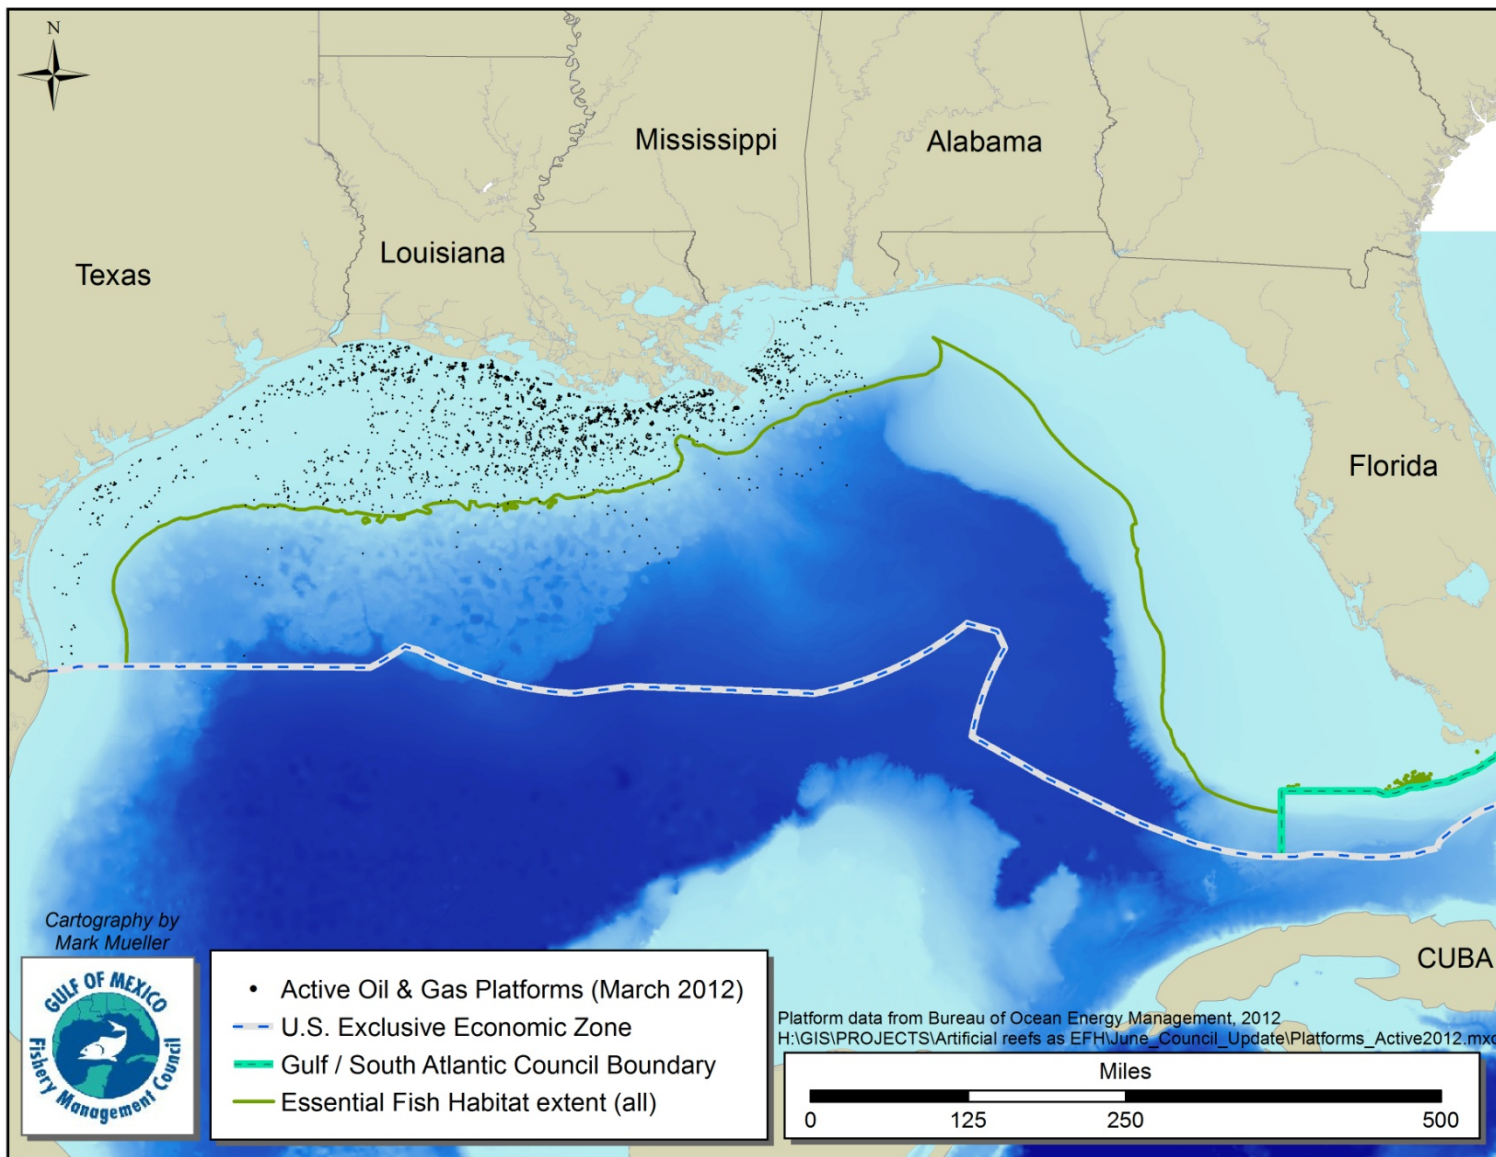 N
Mississippi
Alabama
Louisiana
Texas
Florida
CUBA
Cartography by
Mark Mueller
GULF OF MEXICO
Fishery Management Council
Active Oil & Gas Platforms (March 2012)
U.S. Exclusive Economic Zone
Gulf / South Atlantic Council Boundary
Essential Fish Habitat extent (all)
Platform data from Bureau of Ocean Energy Management, 2012
H:\GIS\PROJECTS\Artificial reefs as EFH\June_Council_Update\Platforms_Active2012.mxd
Miles
0 125 250 500